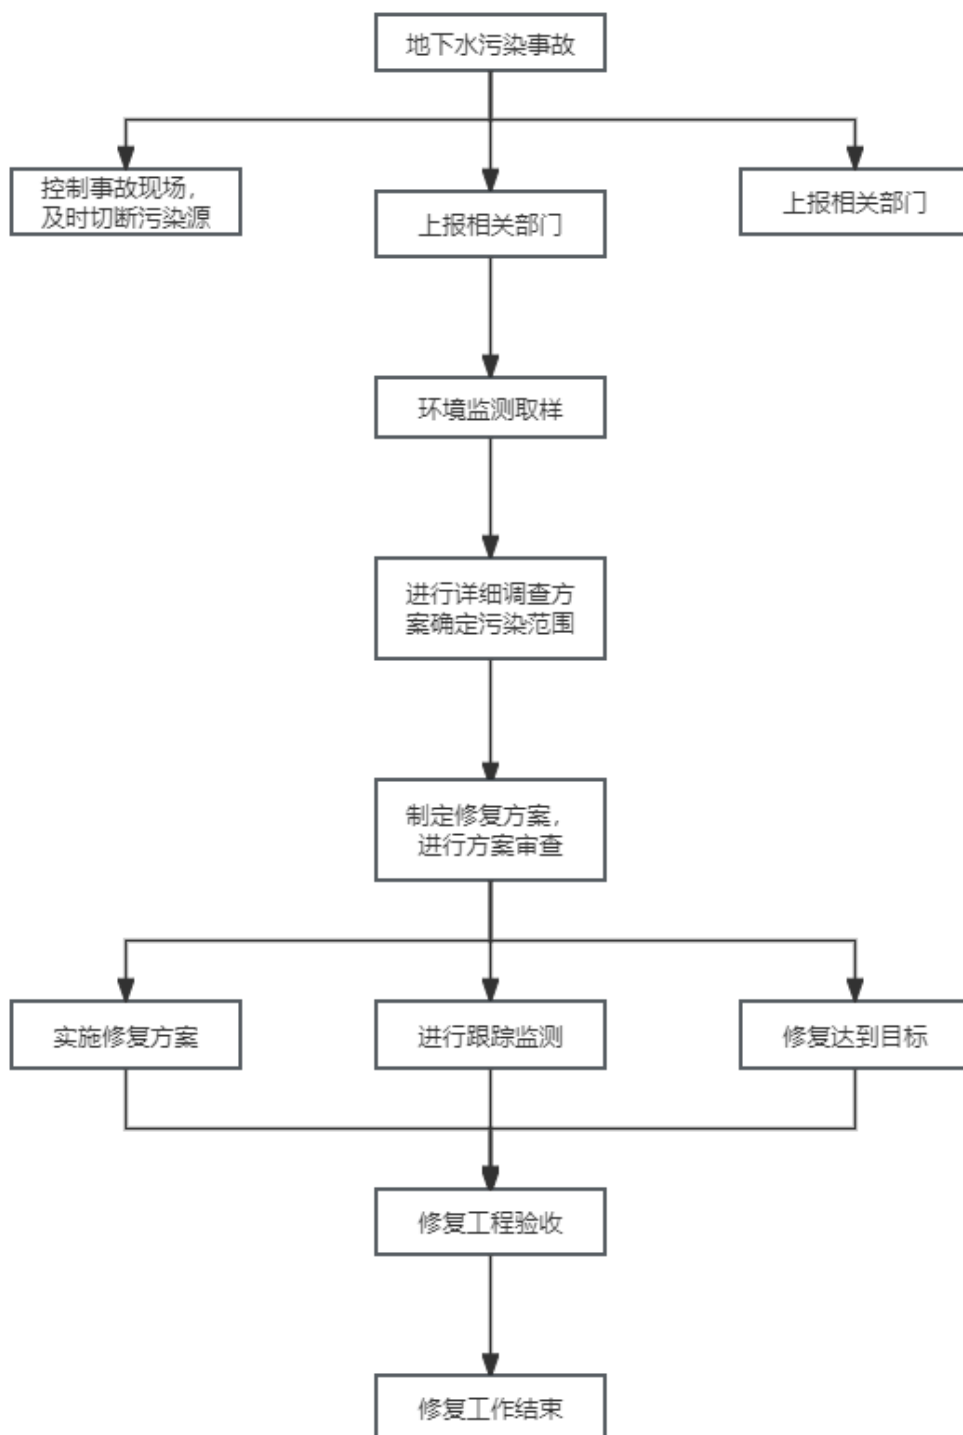 地下水污染事故
控制事故现场，
及时切断污染源
上报相关部门
上报相关部门
环境监测取样
进行详细调查方
案确定污染范围
制定修复方案，
进行方案审查
实施修复方案
进行跟踪监测
修复达到目标
修复工程验收
修复工作结束